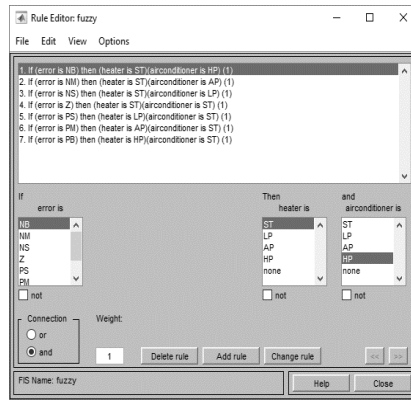 Rule Editor: fuzzy
File Edit View Options
1. If (error is NB) then (heater is ST)(airconditioner is HP) (1)
2. If (error is NM) then (heater is ST)(airconditioner is AP) (1)
3. If (error is NS) then (heater is ST)(airconditioner is LP) (1)
4. If (error is Z) then (heater is ST)(airconditioner is ST) (1)
5. If (error is PS) then (heater is LP)(airconditioner is ST) (1)
6. If (error is PM) then (heater is AP)(airconditioner is ST) (1)
7. If (error is PB) then (heater is HP)(airconditioner is ST) (1)
If Then and
error is heater is airconditioner is
NB ST ST
NM LP LP
NS AP AP
Z HP HP
PS none none
PM
not not not
Connection Weight:
or
and 1 Delete rule Add rule Change rule << >>
FIS Name: fuzzy Help Close